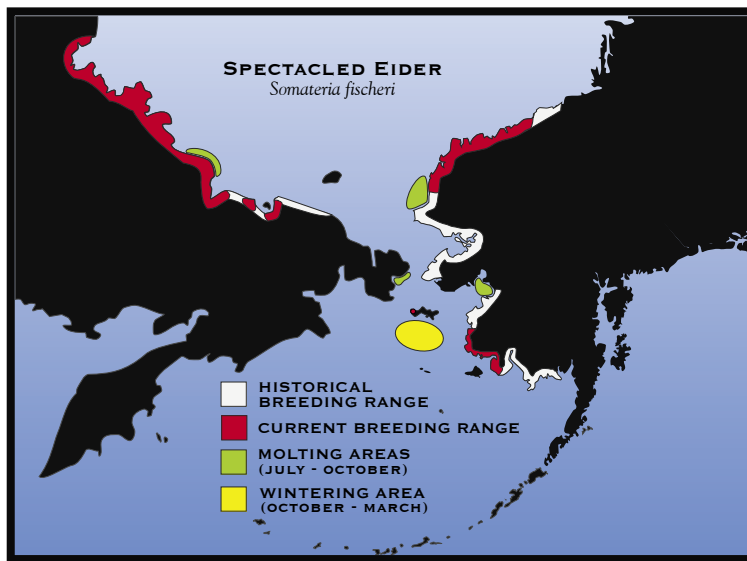 Spectacled Eider
Somateria fischeri
HISTORICAL
BREEDING RANGE
CURRENT BREEDING RANGE
MOLTING AREAS
(JULY - OCTOBER)
WINTERING AREA
(OCTOBER - MARCH)